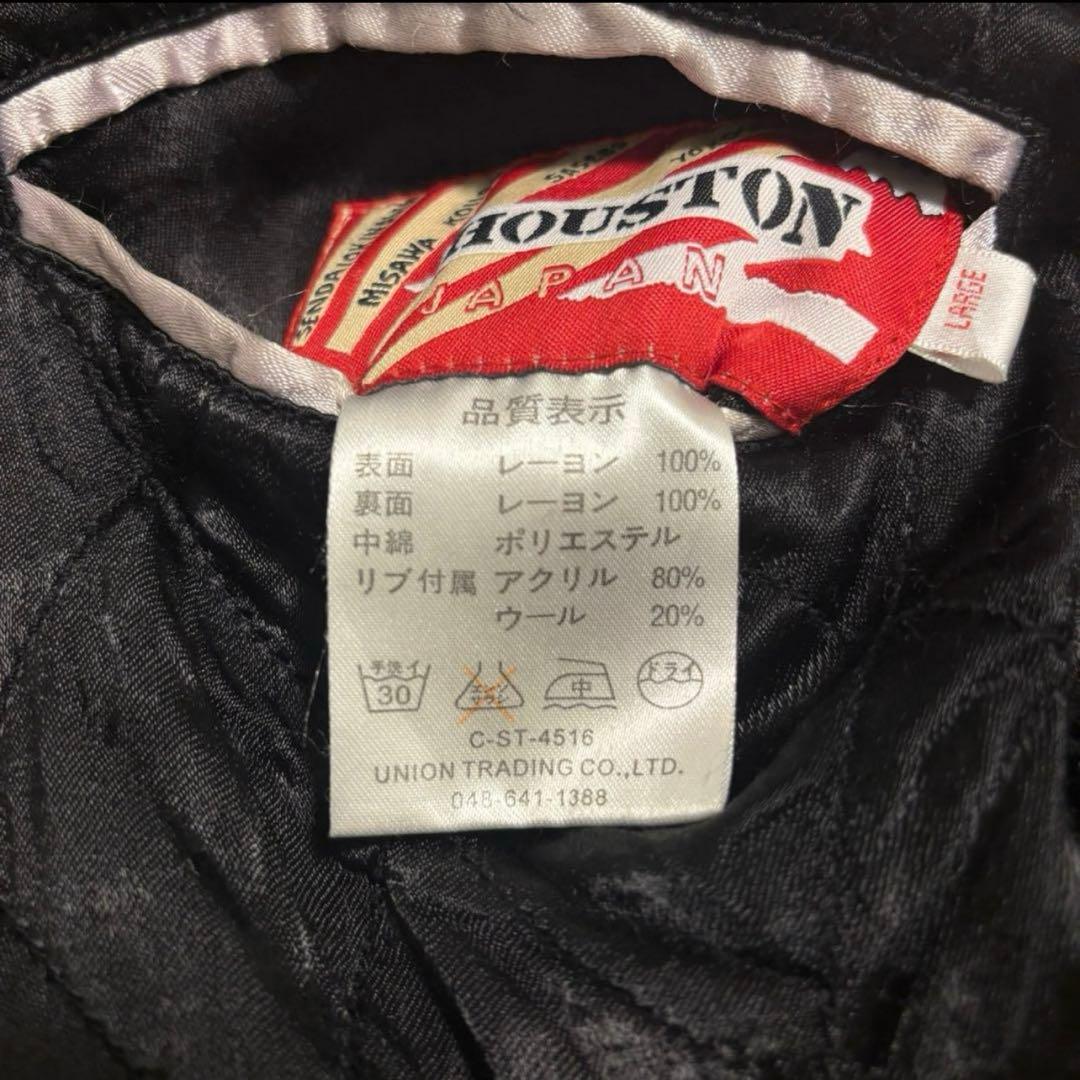 MISAWA
HOUSTON
JAPAN
LARGE
品質表示
表面 レーヨン 100%
裏面 レーヨン 100%
中綿 ポリエステル
リブ付属 アクリル 80%
ウール 20%
手洗イ
30
中
ドライ
C-ST-4516
UNION TRADING CO.,LTD.
048-641-1388